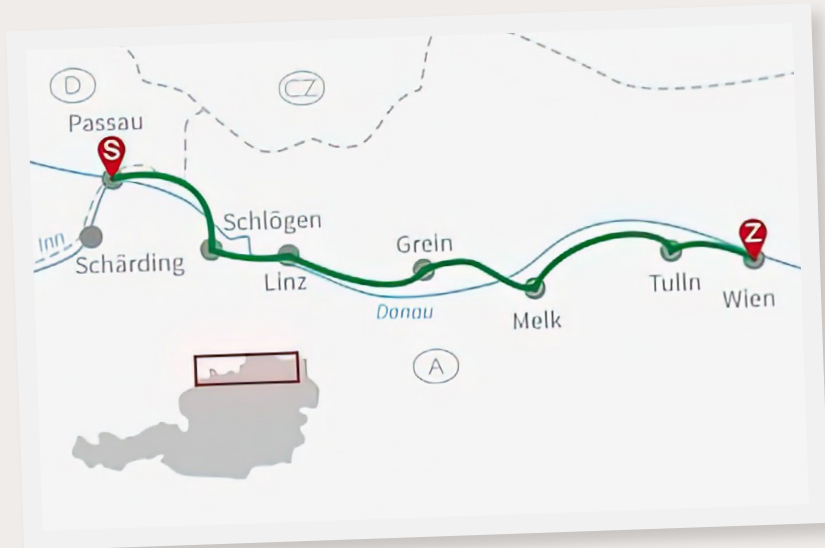 D
CZ
Passau
S
Schlögen
Inn
Schärding
Linz
Grein
Donau
Melk
Z
Tulln
Wien
A